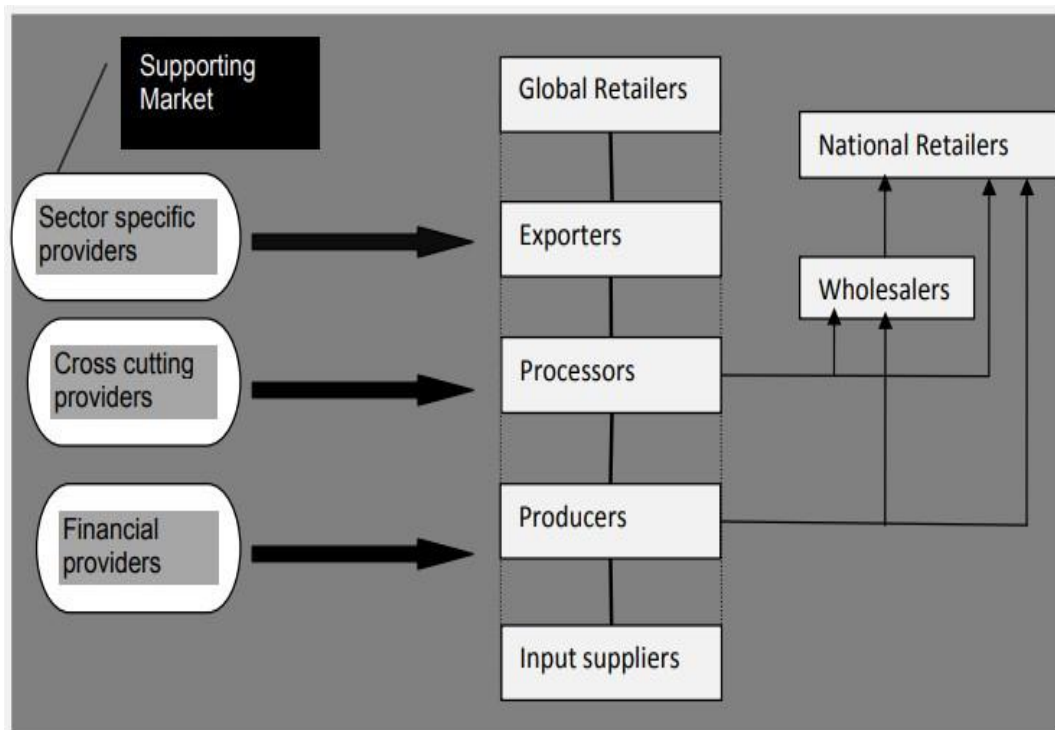 Supporting
Market
Global Retailers
National Retailers
Sector specific
providers
Exporters
Wholesalers
Cross cutting
providers
Processors
Financial
providers
Producers
Input suppliers